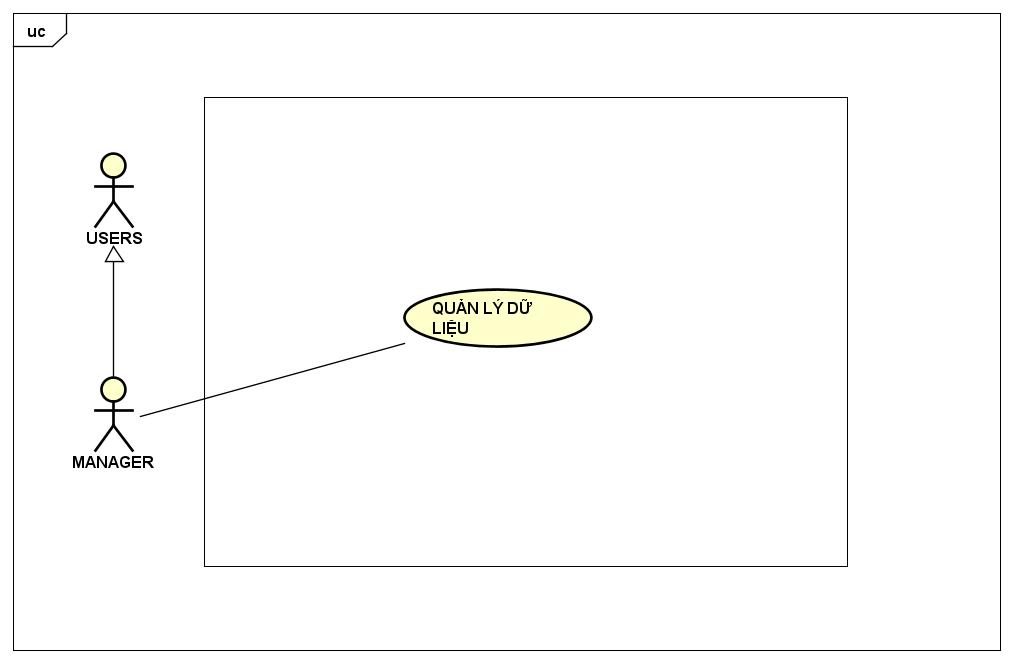 uc
USERS
QUẢN LÝ DỮ
LIỆU
MANAGER